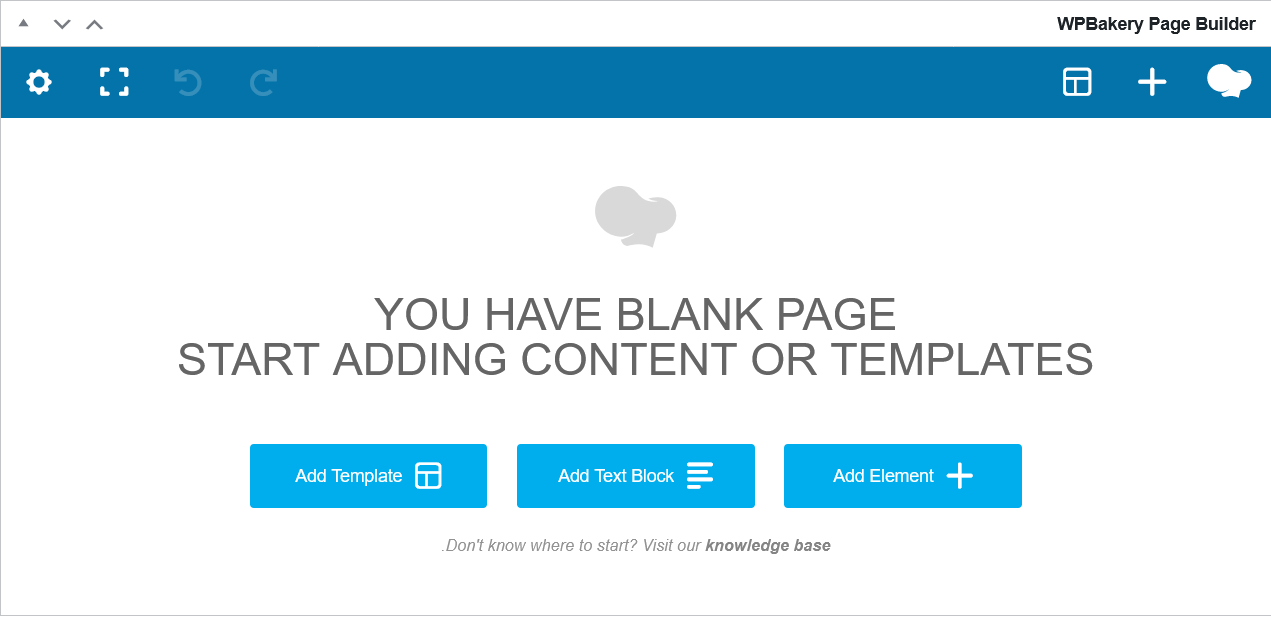 WPBakery Page Builder
YOU HAVE BLANK PAGE
START ADDING CONTENT OR TEMPLATES
Add Template
Add Text Block
Add Element
.Don't know where to start? Visit our knowledge base